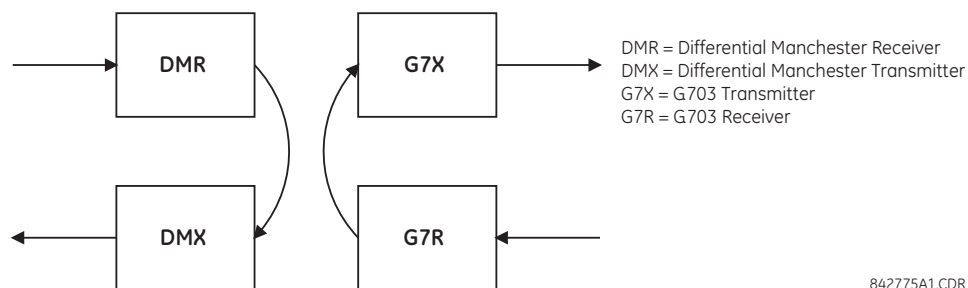 DMR
G7X
DMR = Differential Manchester Receiver
DMX = Differential Manchester Transmitter
G7X = G703 Transmitter
G7R = G703 Receiver
DMX
G7R
842775A1.CDR